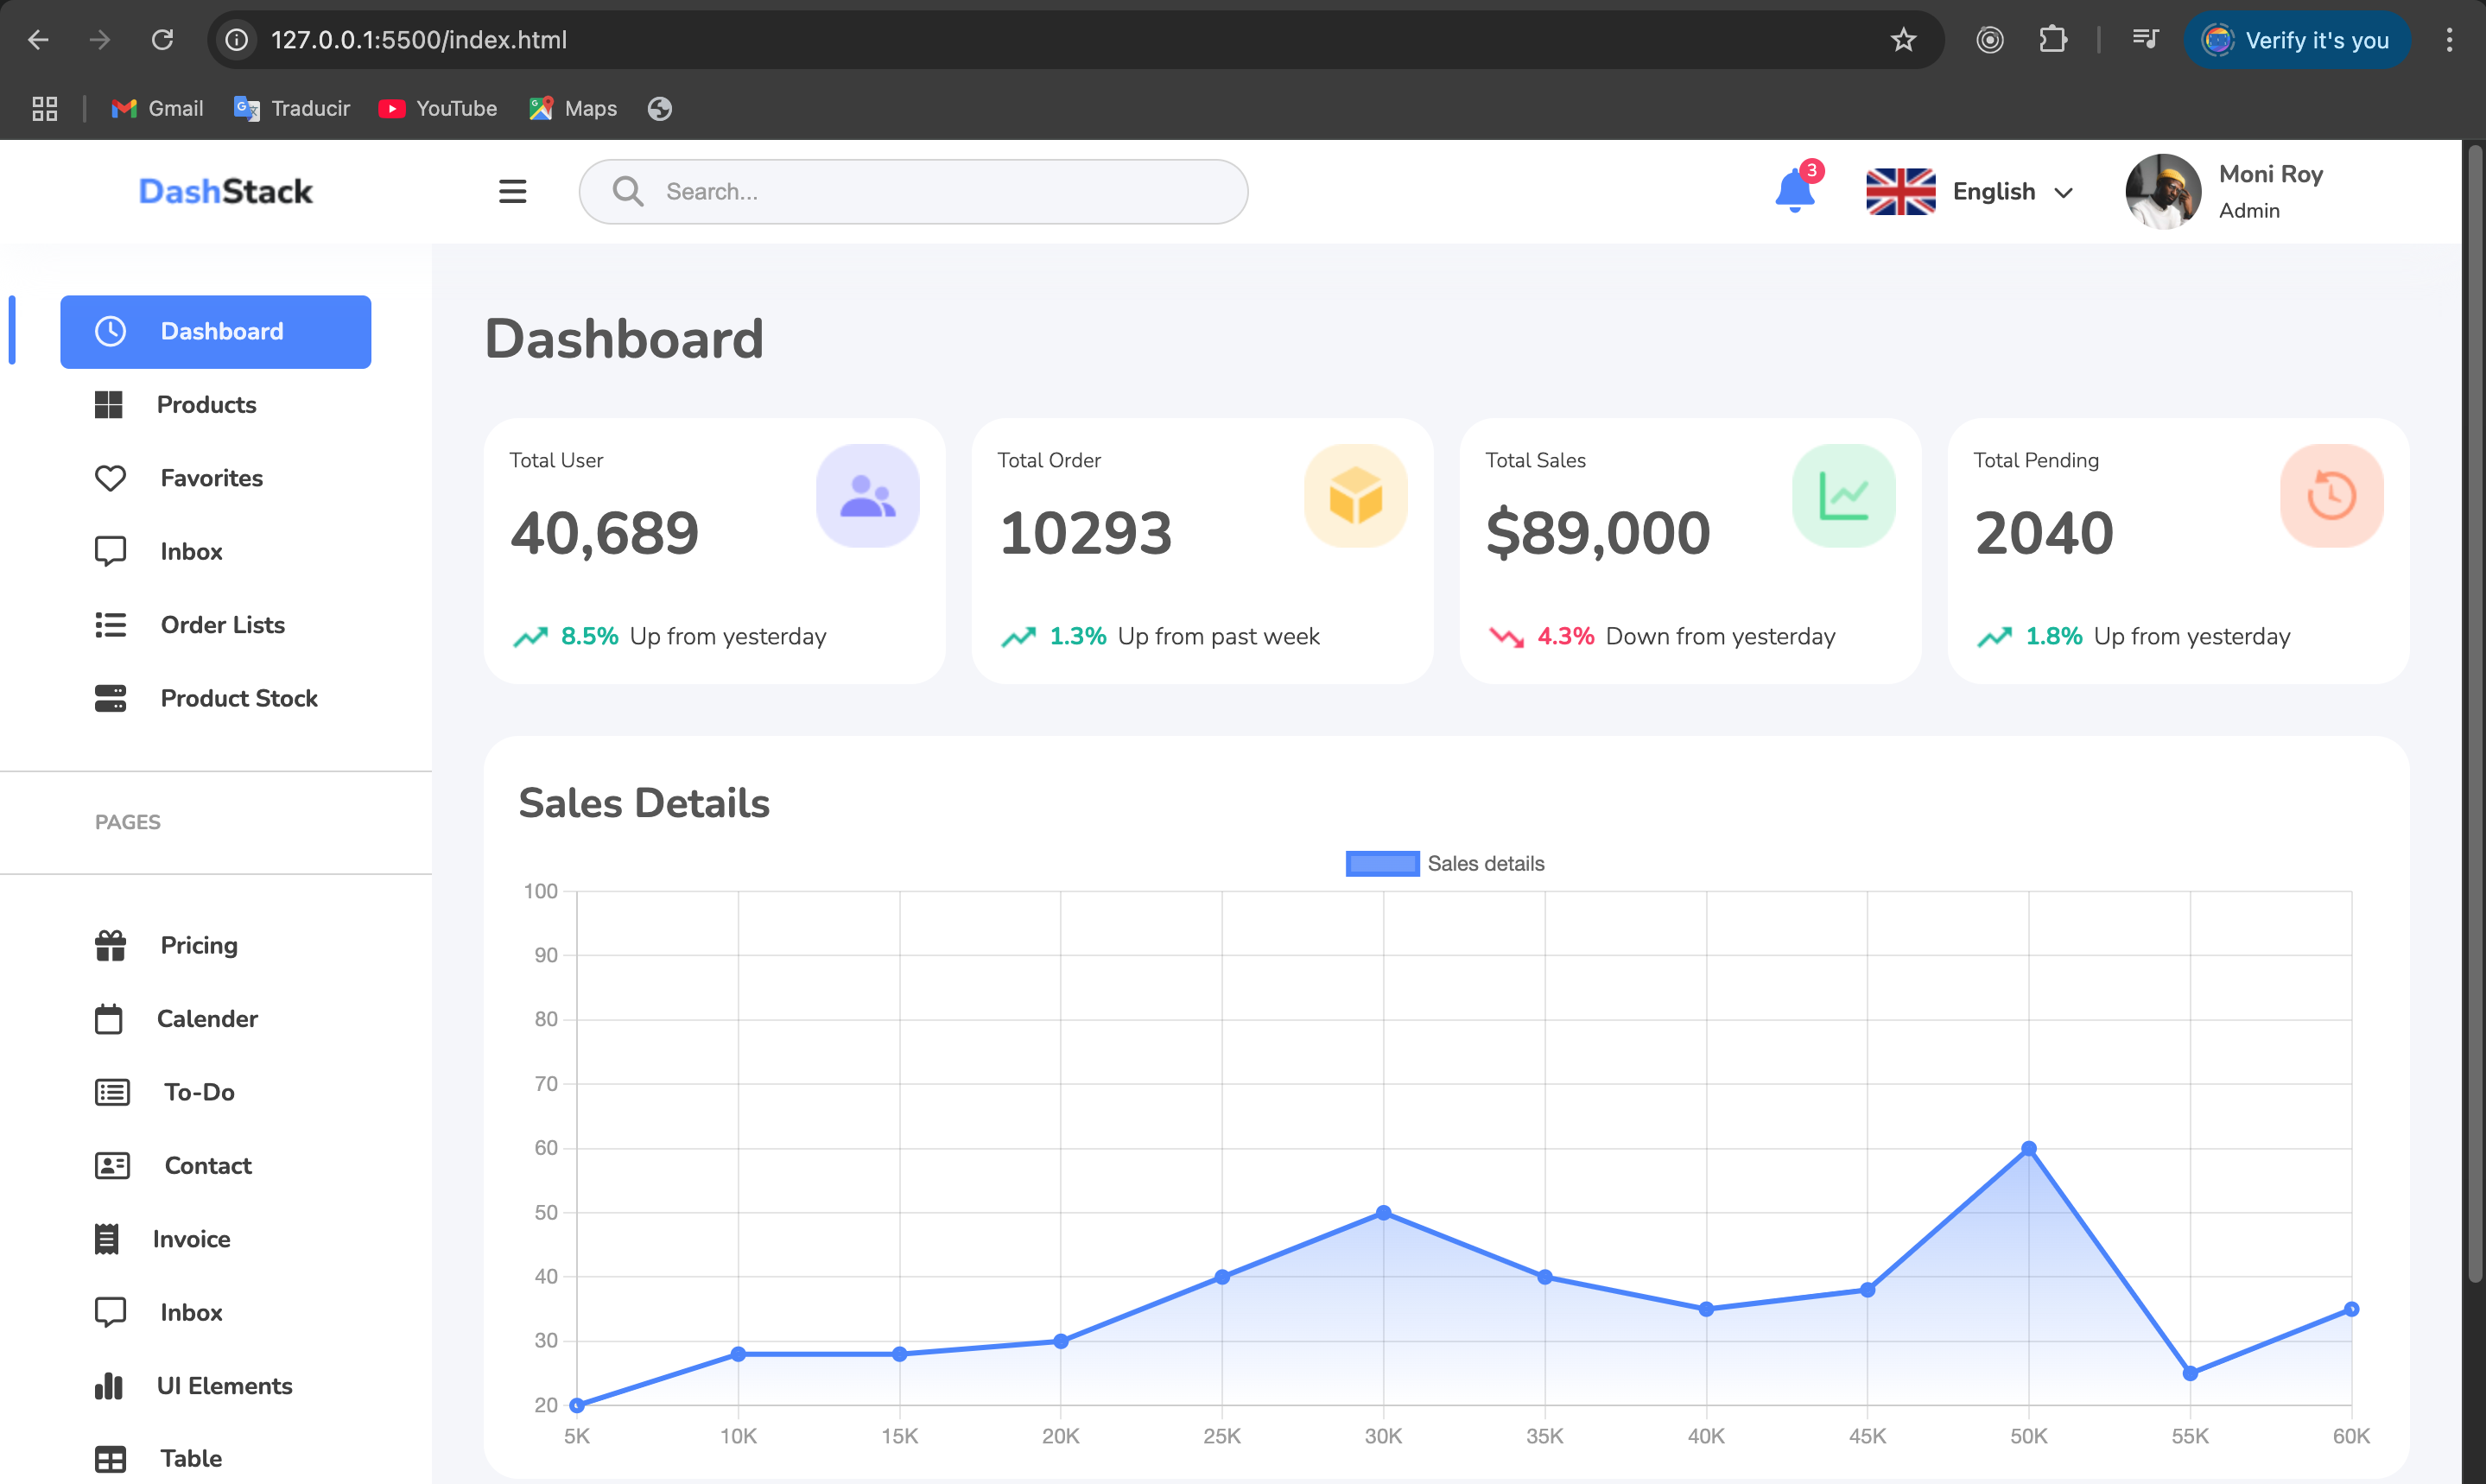 127.0.0.1:5500/index.html
Verify it's you
Gmail
Traducir
YouTube
Maps
DashStack
Search...
3
English
Moni Roy
Admin
Dashboard
Products
Favorites
Inbox
Order Lists
Product Stock
PAGES
Pricing
Calender
To-Do
Contact
Invoice
Inbox
UI Elements
Table
Dashboard
Total User
40,689
8.5% Up from yesterday
Total Order
10293
1.3% Up from past week
Total Sales
$89,000
4.3% Down from yesterday
Total Pending
2040
1.8% Up from yesterday
Sales Details
Sales details
100
90
80
70
60
50
40
30
20
5K 10K 15K 20K 25K 30K 35K 40K 45K 50K 55K 60K